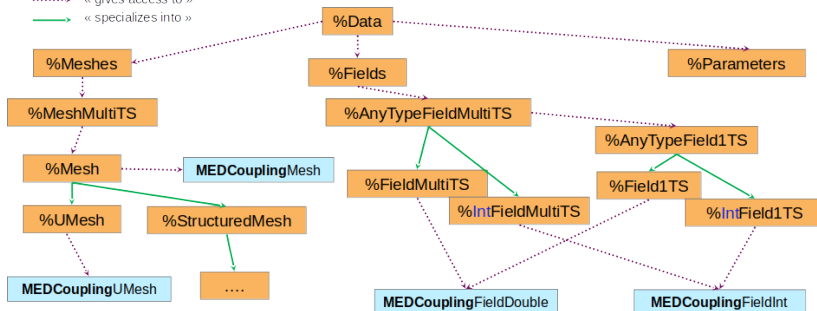 « gives access to »
« specializes into »
%Data
%Meshes
%Fields
%Parameters
%MeshMultiTS
%AnyTypeFieldMultiTS
%AnyTypeField1TS
%Mesh
MEDCouplingMesh
%FieldMultiTS
%Field1TS
%UMesh
%StructuredMesh
%IntFieldMultiTS
%IntField1TS
MEDCouplingUMesh
....
MEDCouplingFieldDouble
MEDCouplingFieldInt